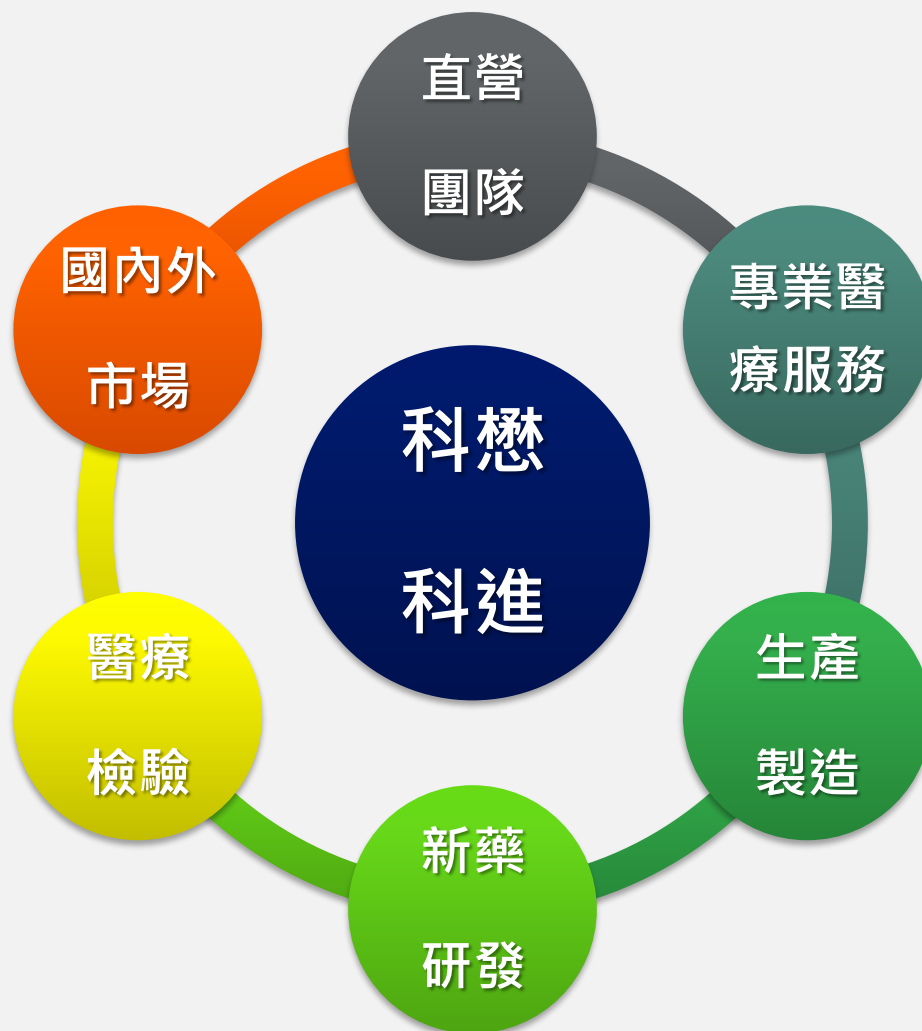 直營
團隊
專業醫
療服務
生產
製造
新藥
研發
醫療
檢驗
國內外
市場
科懋
科進